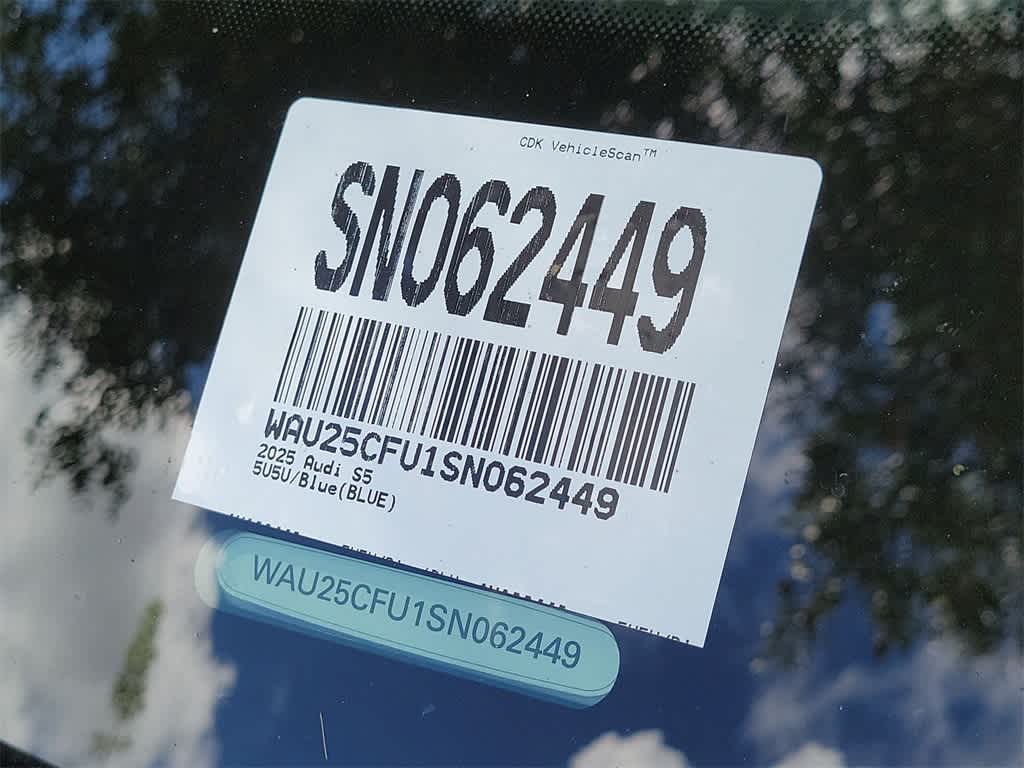 CDK VehicleScan™
SN062449
WAU25CFU1SN062449
2025 Audi S5
5U5U/Blue(BLUE)
WAU25CFU1SN062449